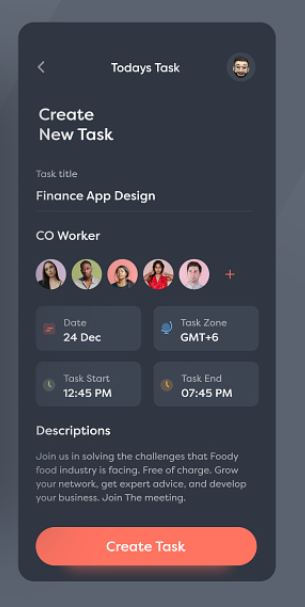 Todays Task
Create
New Task
Task title
Finance App Design
CO Worker
+
Date
24 Dec
Task Zone
GMT+6
Task Start
12:45 PM
Task End
07:45 PM
Descriptions
Join us in solving the challenges that Foody
food industry is facing. Free of charge. Grow
your network, get expert advice, and develop
your business. Join The meeting.
Create Task